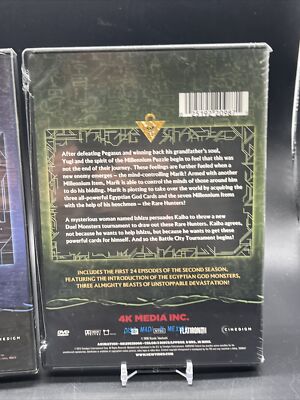 After defeating Pegasus and winning back his grandfather's soul,
Yugi and the spirit of the Millennium Puzzle begin to feel that this was
not the end of their journey. These feelings are further fueled when a
new enemy emerges – the mind-controlling Marik! Armed with another
Millennium Item, Marik is able to control the minds of those around him
to do his bidding. Marik is plotting to take over the world by acquiring the
three all-powerful Egyptian God Cards and the seven Millennium Items
with the help of his henchmen — the Rare Hunters!
A mysterious woman named Ishizu persuades Kaiba to throw a new
Duel Monsters tournament to draw out these Rare Hunters. Kaiba agrees,
not because he wants to help Ishizu, but because he wants to get these
powerful cards for himself. And so the Battle City Tournament begins!
INCLUDES THE FIRST 24 EPISODES OF THE SECOND SEASON,
FEATURING THE INTRODUCTION OF THE EGYPTIAN GOD MONSTERS,
THREE ALMIGHTY BEASTS OF UNSTOPPABLE DEVASTATION!
4K MEDIA INC.
DVD
CINEDIGM
CINEDIGM